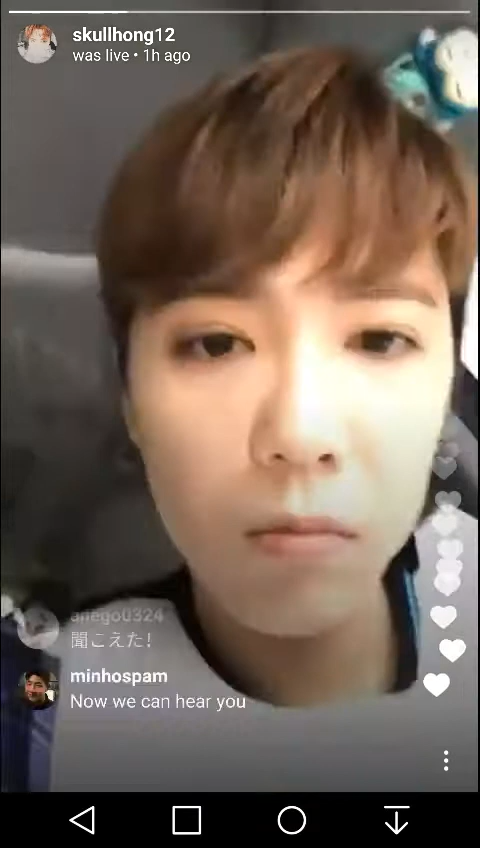 skullhong12
was live • 1h ago
anego0324
聞こえた!
minhospam
Now we can hear you